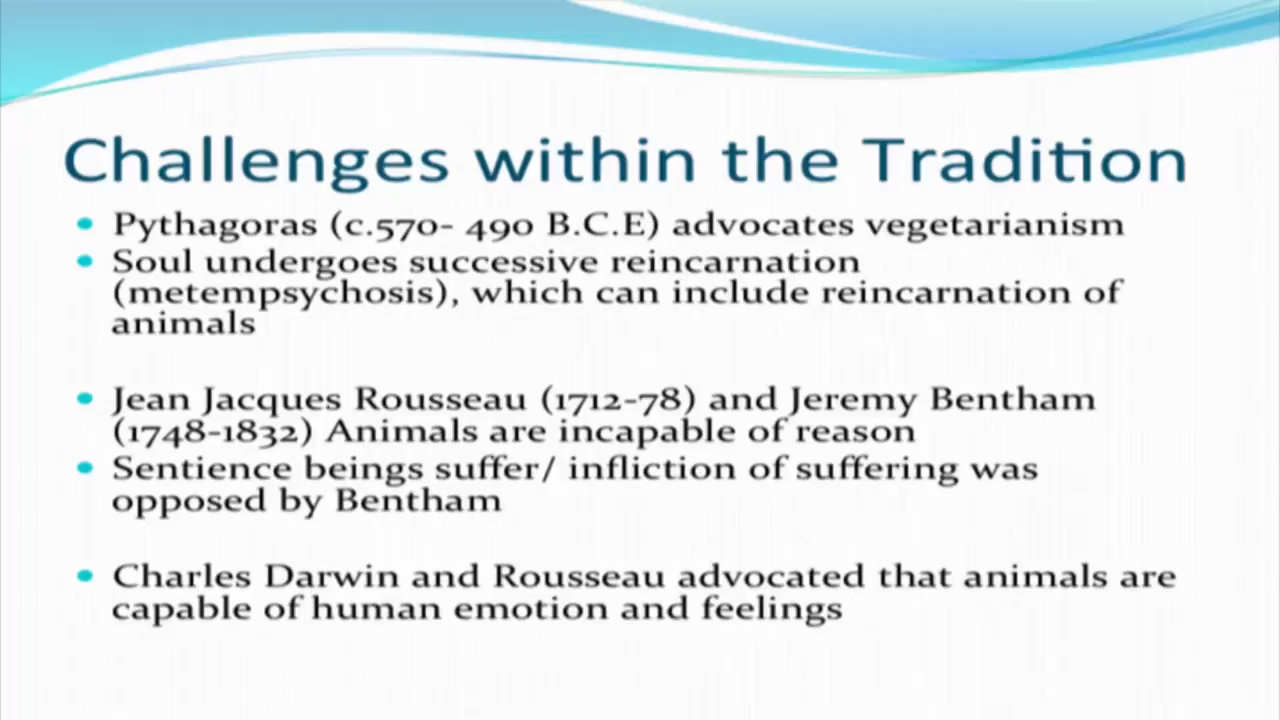 Challenges within the Tradition
Pythagoras (c.570- 490 B.C.E) advocates vegetarianism
Soul undergoes successive reincarnation
(metempsychosis), which can include reincarnation of
animals
Jean Jacques Rousseau (1712-78) and Jeremy Bentham
(1748-1832) Animals are incapable of reason
Sentience beings suffer/ infliction of suffering was
opposed by Bentham
Charles Darwin and Rousseau advocated that animals are
capable of human emotion and feelings